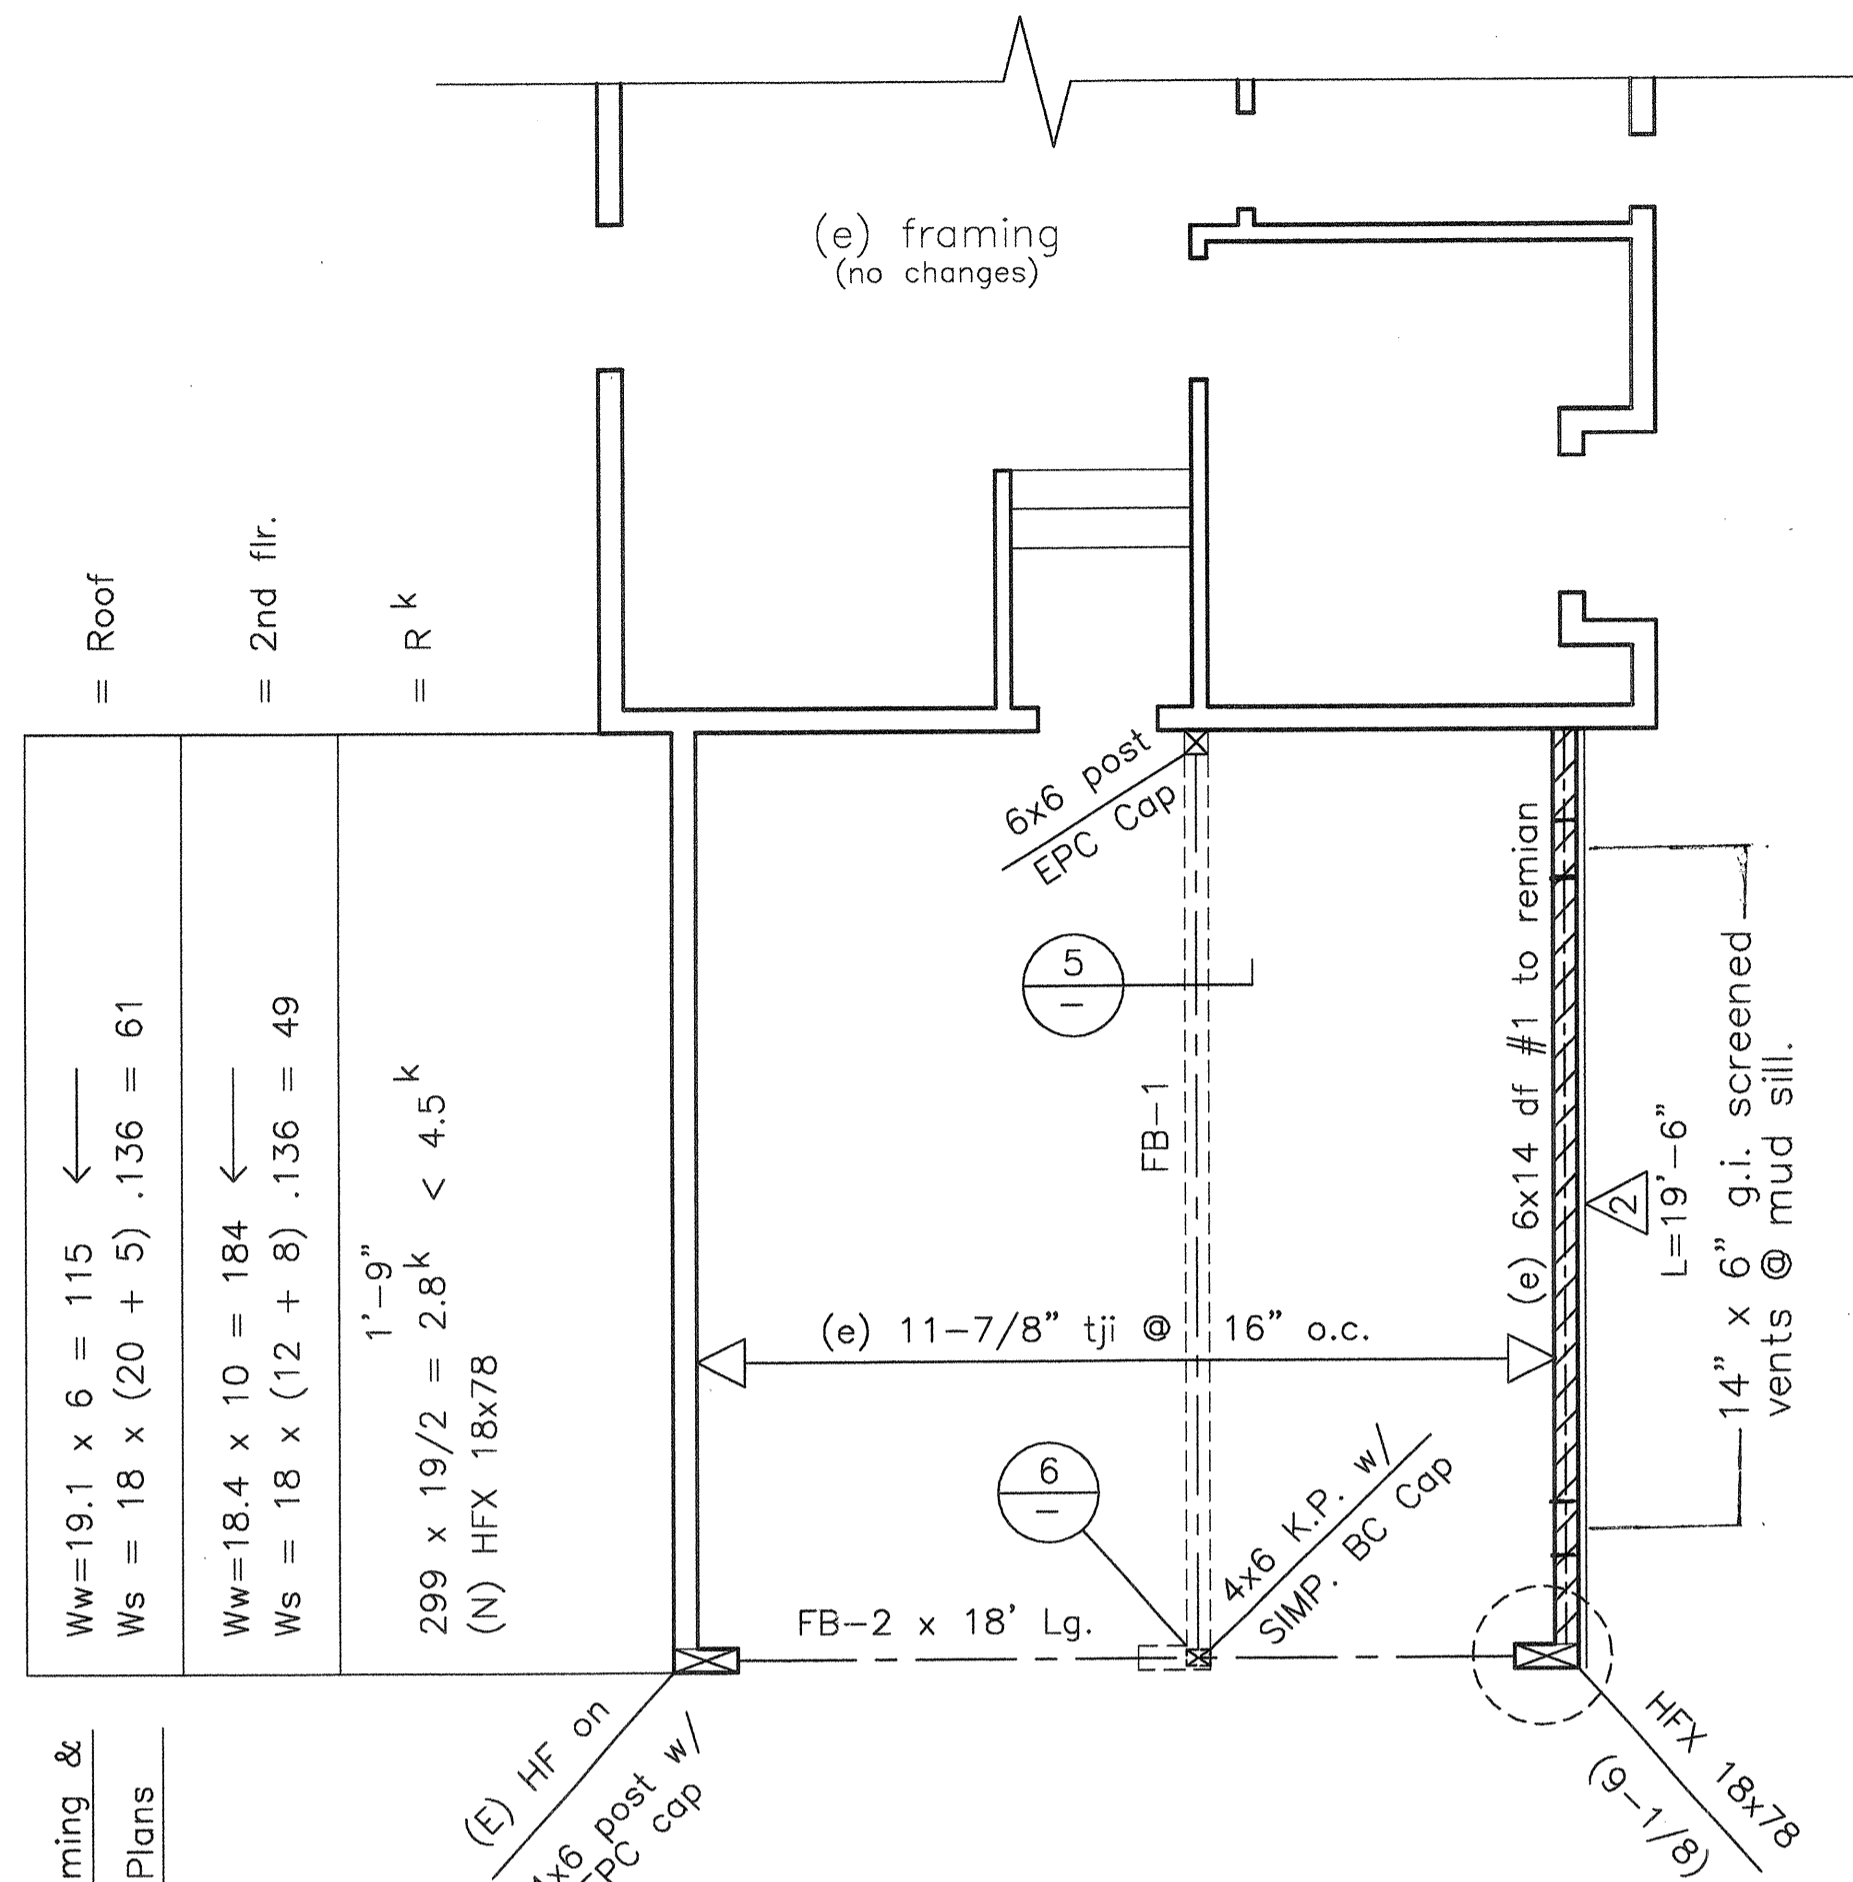 (e) framing
(no changes)
= Roof
= 2nd flr.
= R k
Ww=19.1 x 6 = 115 ←
Ws = 18 x (20 + 5) .136 = 61
Ww=18.4 x 10 = 184 ←
Ws = 18 x (12 + 8) .136 = 49
1'-9"
299 x 19/2 = 2.8k < 4.5k
(N) HFX 18x78
6x6 post
EPC Cap
5
-
FB-1
(e) 6x14 df #1 to remian
2
L=19'-6"
14" x 6" g.i. screened
vents @ mud sill.
(e) 11-7/8" tji @ 16" o.c.
6
-
4x6 K.P. w/
SIMP. BC Cap
FB-2 x 18' Lg.
(E) HF on
4x6 post w/
EPC cap
HFX 18x78
(9-1/8)
ming &
Plans